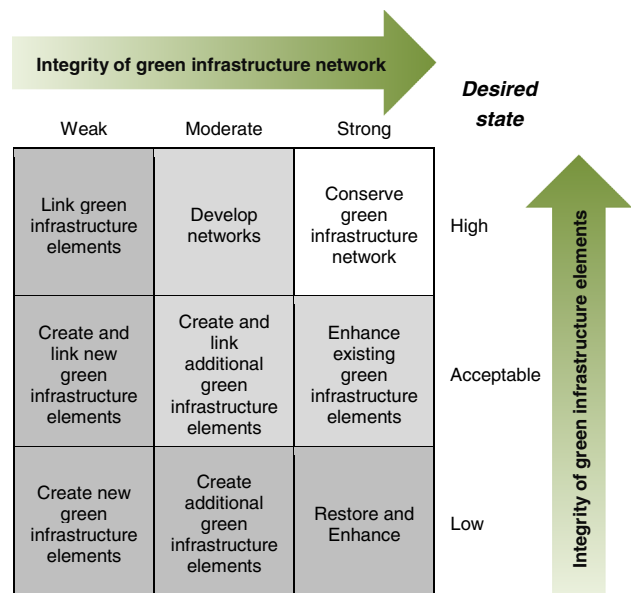 Integrity of green infrastructure network
Desired
state
Weak
Moderate
Strong
Link green
infrastructure
elements
Develop
networks
Conserve
green
infrastructure
network
High
Create and
link new
green
infrastructure
elements
Create and
link
additional
green
infrastructure
elements
Enhance
existing
green
infrastructure
elements
Acceptable
Create new
green
infrastructure
elements
Create
additional
green
infrastructure
elements
Restore and
Enhance
Low
Integrity of green infrastructure elements